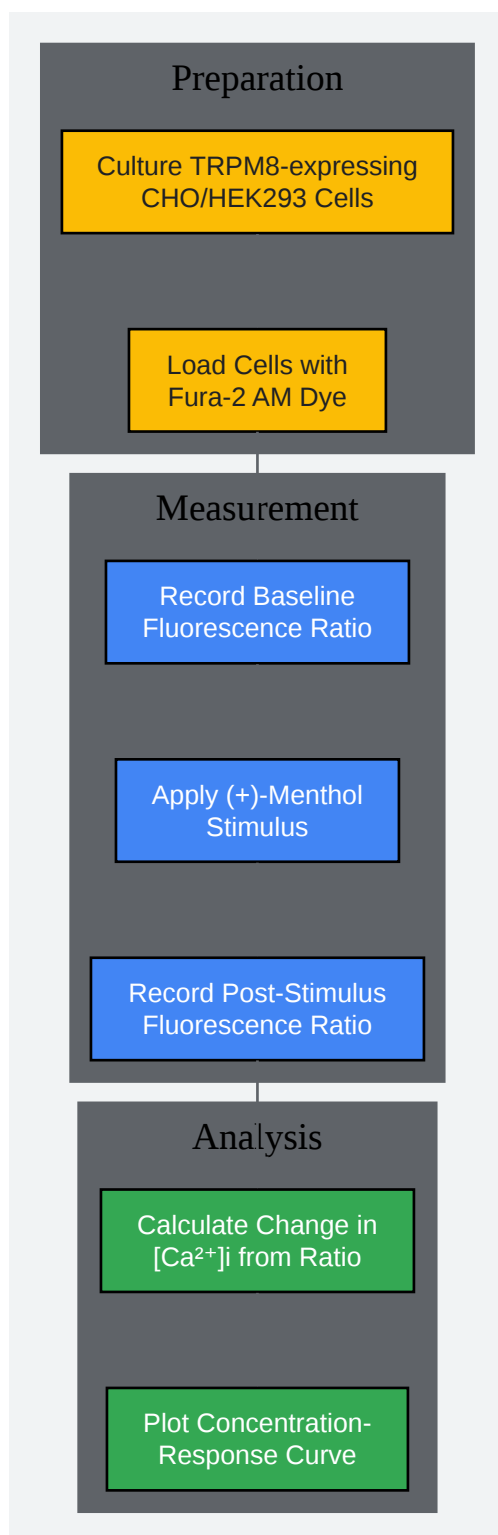 Preparation
Culture TRPM8-expressing
CHO/HEK293 Cells
Load Cells with
Fura-2 AM Dye
Measurement
Record Baseline
Fluorescence Ratio
Apply (+)-Menthol
Stimulus
Record Post-Stimulus
Fluorescence Ratio
Analysis
Calculate Change in
[Ca²⁺]i from Ratio
Plot Concentration-
Response Curve